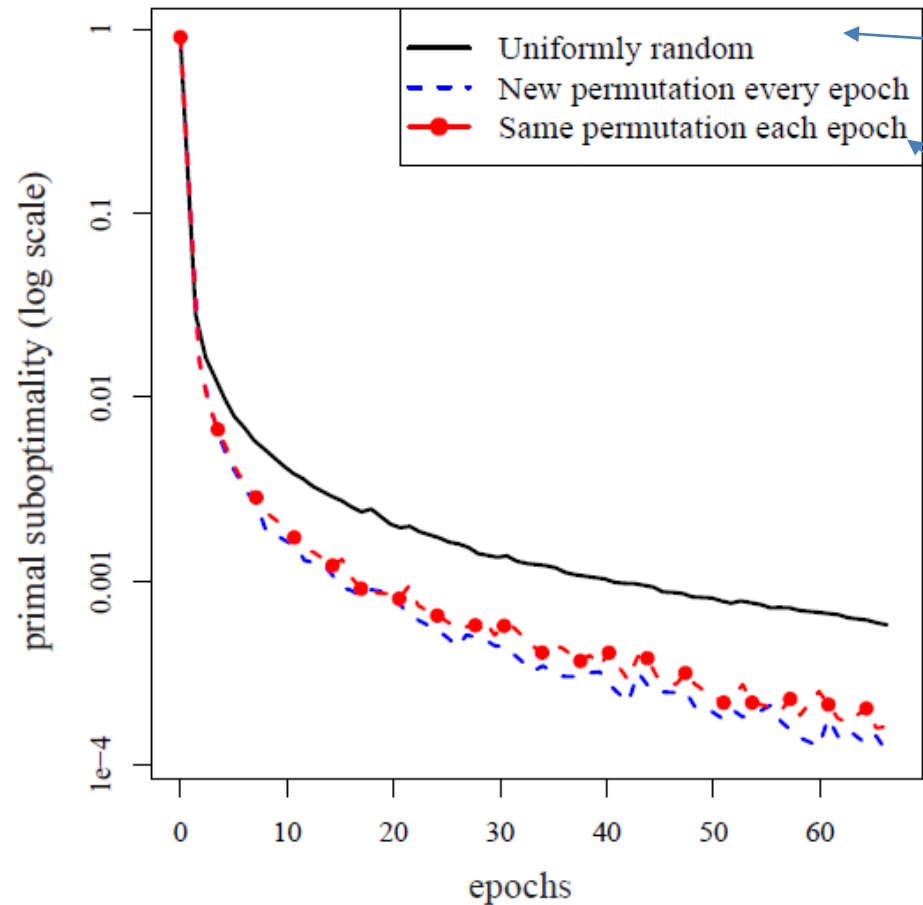 Uniformly random
New permutation every epoch
Same permutation each epoch
primal suboptimality (log scale)
1
0.1
0.01
0.001
1e−4
0 10 20 30 40 50 60
epochs